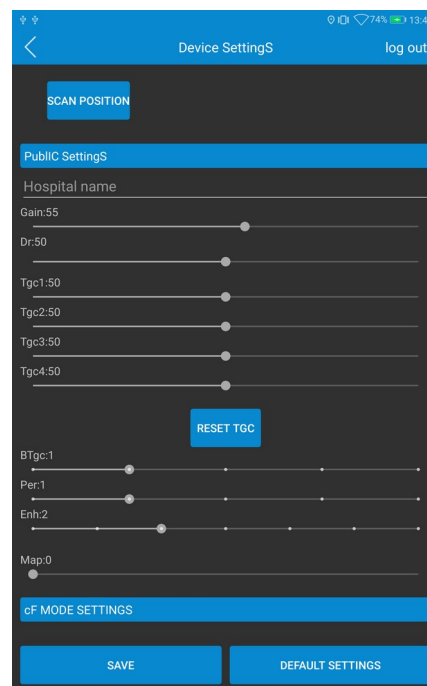 74% 13:4
Device SettingS
log out
SCAN POSITION
PublIC SettingS
Hospital name
Gain:55
Dr:50
Tgc1:50
Tgc2:50
Tgc3:50
Tgc4:50
RESET TGC
BTgc:1
Per:1
Enh:2
Map:0
cF MODE SETTINGS
SAVE
DEFAULT SETTINGS